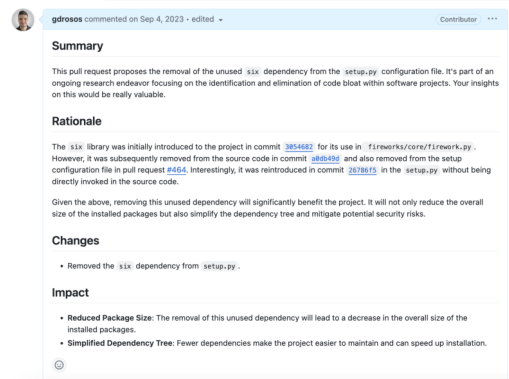 gdrosos commented on Sep 4, 2023 • edited
Contributor
Summary
This pull request proposes the removal of the unused six dependency from the setup.py configuration file. It's part of an
ongoing research endeavor focusing on the identification and elimination of code bloat within software projects. Your insights
on this would be really valuable.
Rationale
The six library was initially introduced to the project in commit 3054682 for its use in fireworks/core/firework.py.
However, it was subsequently removed from the source code in commit a0db49d and also removed from the setup
configuration file in pull request #464. Interestingly, it was reintroduced in commit 26786f5 in the setup.py without being
directly invoked in the source code.
Given the above, removing this unused dependency will significantly benefit the project. It will not only reduce the overall
size of the installed packages but also simplify the dependency tree and mitigate potential security risks.
Changes
• Removed the six dependency from setup.py.
Impact
• Reduced Package Size: The removal of this unused dependency will lead to a decrease in the overall size of the
installed packages.
• Simplified Dependency Tree: Fewer dependencies make the project easier to maintain and can speed up installation.